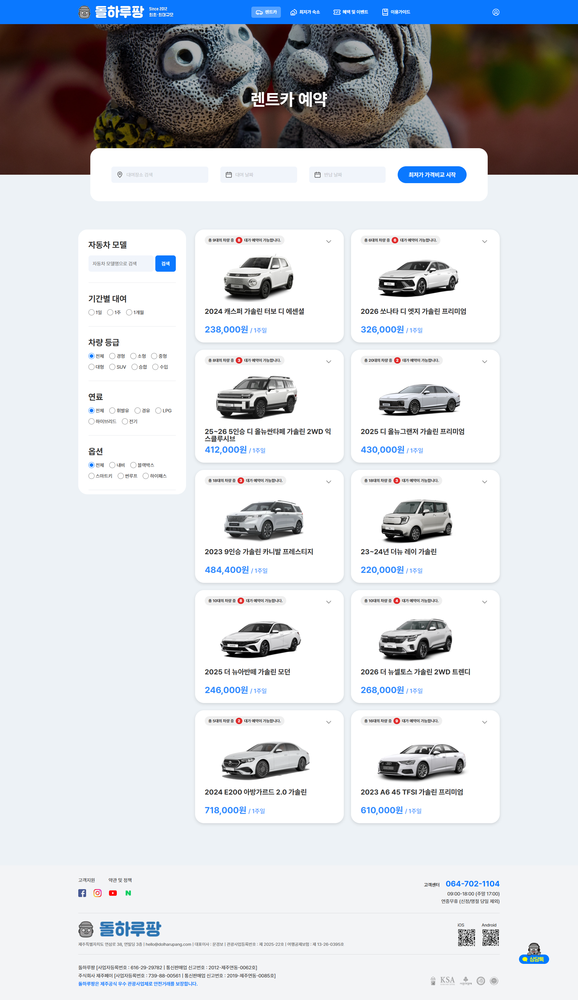 돌하루팡
Since 2012
최초·최대규모
렌트카
최저가 숙소
혜택 및 이벤트
이용가이드
렌트카 예약
대여장소 검색
대여 날짜
반납 날짜
최저가 가격비교 시작
자동차 모델
자동차 모델명으로 검색
검색
기간별 대여
1일 1주 1개월
차량 등급
전체 경형 소형 중형
대형 SUV 승합 수입
연료
전체 휘발유 경유 LPG
하이브리드 전기
옵션
전체 내비 블랙박스
스마트키 썬루프 하이패스
총 9대의 차량 중 8 대가 예약이 가능합니다.
2024 캐스퍼 가솔린 터보 디 에센셜
238,000원 / 1주일
총 6대의 차량 중 6 대가 예약이 가능합니다.
2026 쏘나타 디 엣지 가솔린 프리미엄
326,000원 / 1주일
총 8대의 차량 중 3 대가 예약이 가능합니다.
25~26 5인승 디 올뉴싼타페 가솔린 2WD 익
스클루시브
412,000원 / 1주일
총 20대의 차량 중 2 대가 예약이 가능합니다.
2025 디 올뉴그랜저 가솔린 프리미엄
430,000원 / 1주일
총 18대의 차량 중 3 대가 예약이 가능합니다.
2023 9인승 가솔린 카니발 프레스티지
484,400원 / 1주일
총 18대의 차량 중 3 대가 예약이 가능합니다.
23~24년 더뉴 레이 가솔린
220,000원 / 1주일
총 10대의 차량 중 8 대가 예약이 가능합니다.
2025 더 뉴아반떼 가솔린 모던
246,000원 / 1주일
총 10대의 차량 중 4 대가 예약이 가능합니다.
2026 더 뉴셀토스 가솔린 2WD 트렌디
268,000원 / 1주일
총 5대의 차량 중 2 대가 예약이 가능합니다.
2024 E200 아방가르드 2.0 가솔린
718,000원 / 1주일
총 16대의 차량 중 9 대가 예약이 가능합니다.
2023 A6 45 TFSI 가솔린 프리미엄
610,000원 / 1주일
고객지원
약관 및 정책
고객센터 064-702-1104
09:00-18:00 (주말 17:00)
연중무휴 (신정/명절 당일 제외)
돌하루팡
iOS
Android
제주특별자치도 연삼로 38, 연빌딩 3층 | hello@dolharupang.com | 대표이사 : 문경보 | 관광사업등록번호 : 제 2025-22호 | 여행공제보험 : 제 13-26-0395호
상담톡
돌하루팡 [사업자등록번호 : 616-29-29782 | 통신판매업 신고번호 : 2012-제주연동-0062호]
주식회사 제주페이 [사업자등록번호 : 739-88-00561 | 통신판매업 신고번호 : 2019-제주연동-0085호]
돌하루팡은 제주공식 우수 관광사업체로 안전거래를 보장합니다.
KSA
사랑의열매